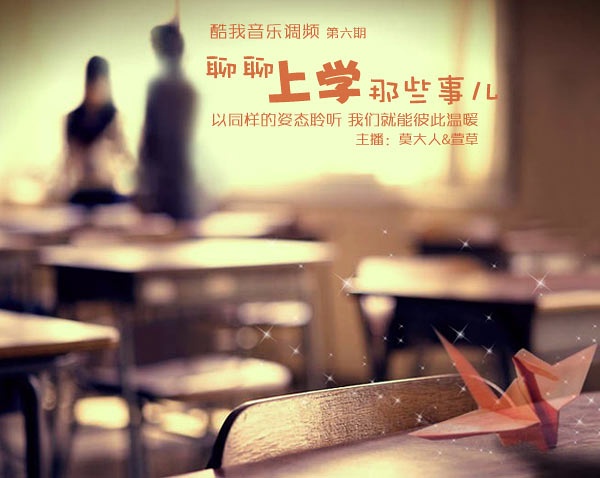 酷我音乐调频 第六期
聊聊上学那些事儿
以同样的姿态聆听 我们就能彼此温暖
主播：莫大人&萱草